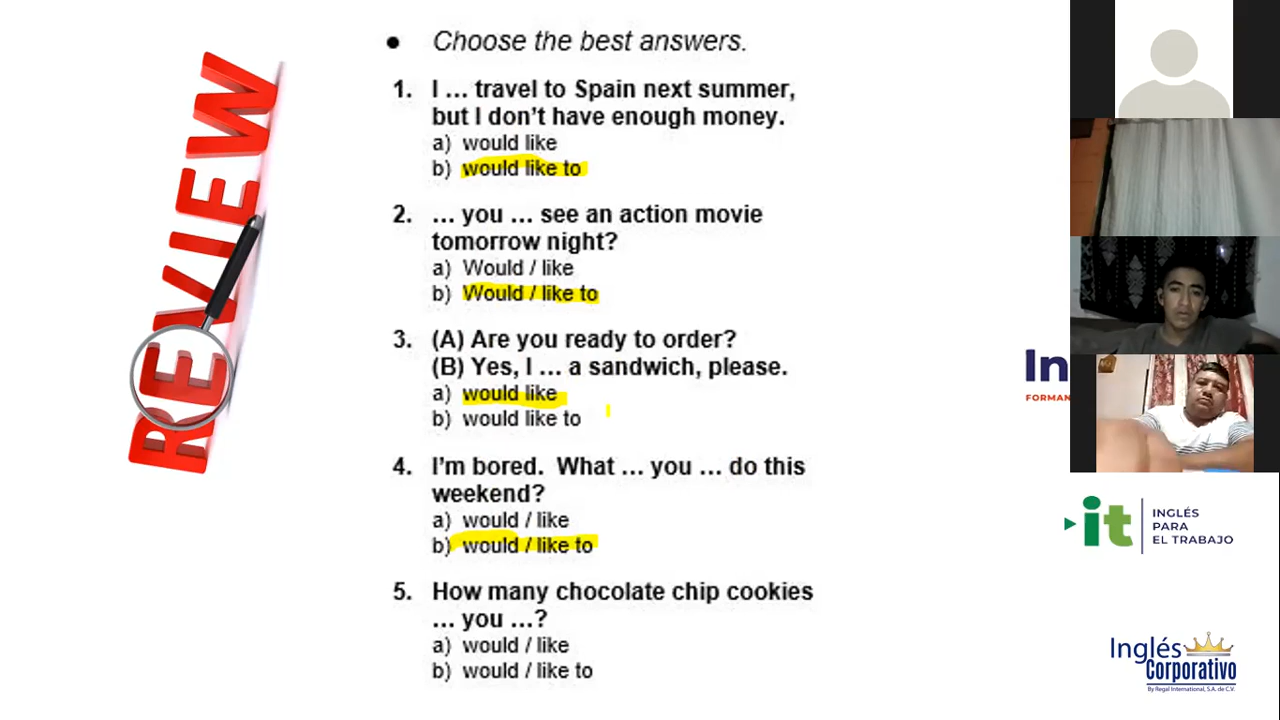 REVIEW
• Choose the best answers.
1. I ... travel to Spain next summer,
but I don't have enough money.
a) would like
b) would like to
2. ... you ... see an action movie
tomorrow night?
a) Would / like
b) Would / like to
3. (A) Are you ready to order?
(B) Yes, I ... a sandwich, please.
a) would like
b) would like to
4. I'm bored. What ... you ... do this
weekend?
a) would / like
b) would / like to
5. How many chocolate chip cookies
... you ...?
a) would / like
b) would / like to
In
FORMAN
it
INGLÉS
PARA
EL TRABAJO
Inglés
Corporativo
By Regal International, S.A. de C.V.